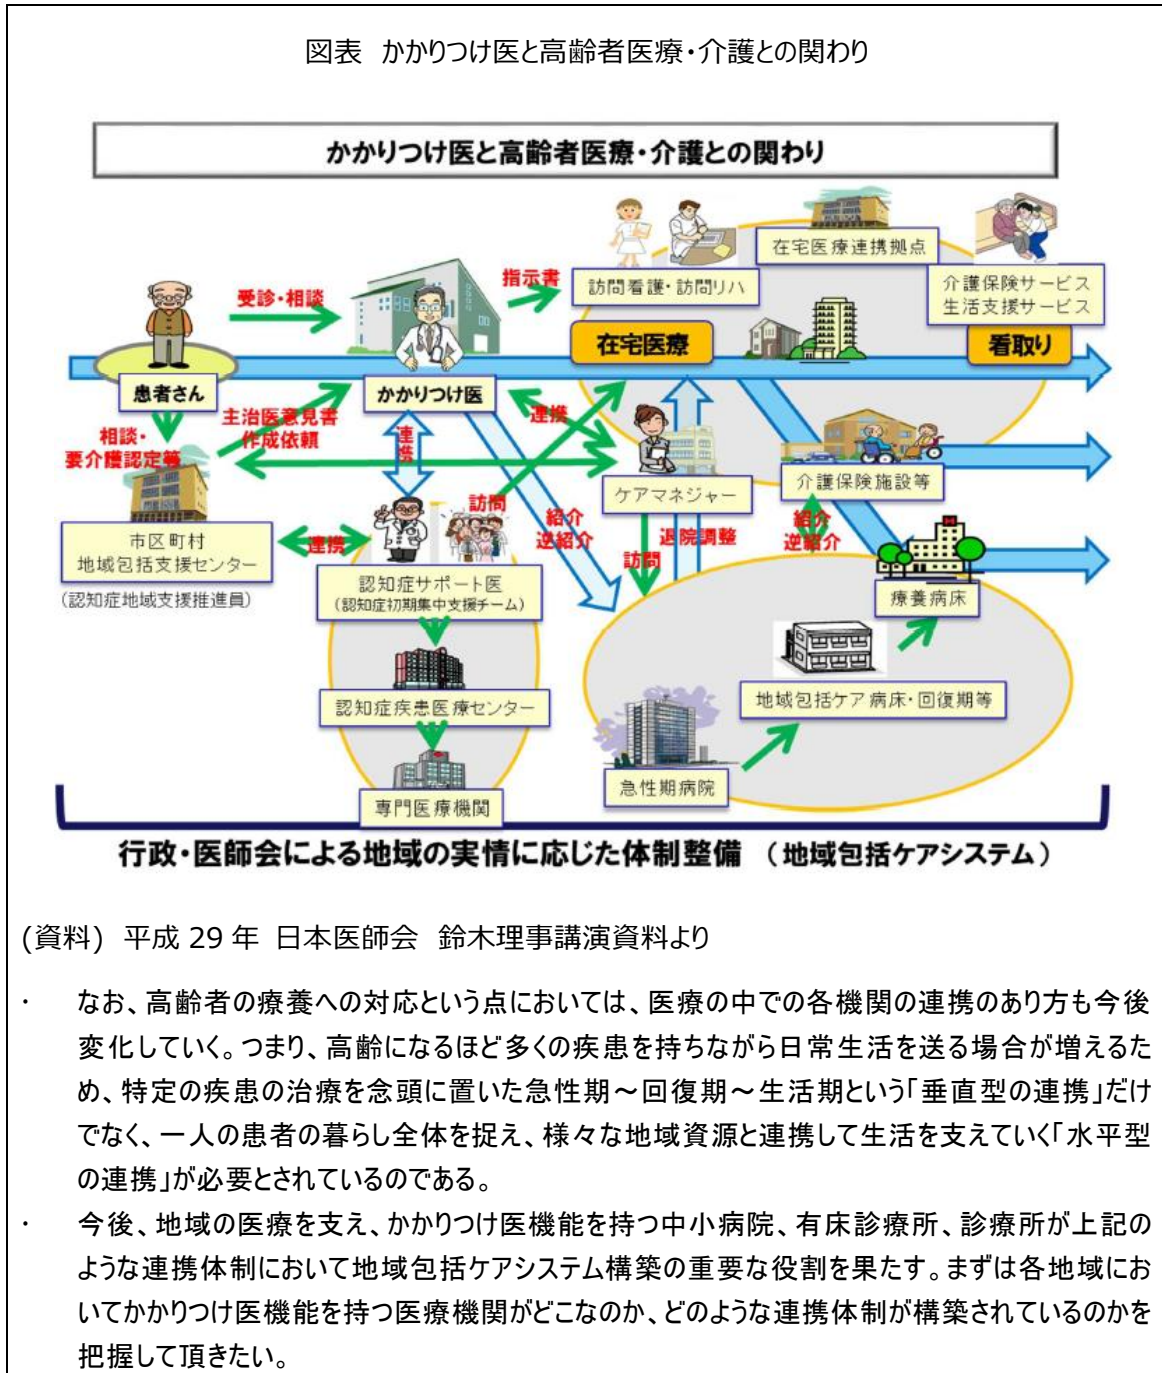 図表 かかりつけ医と高齢者医療・介護との関わり
かかりつけ医と高齢者医療・介護との関わり
在宅医療連携拠点
指示書
訪問看護・訪問リハ
介護保険サービス
生活支援サービス
受診・相談
在宅医療
看取り
患者さん
かかりつけ医
主治医意見書
作成依頼
連携
連携
相談・
要介護認定等
ケアマネジャー
介護保険施設等
訪問
紹介
逆紹介
退院調整
訪問
紹介
逆紹介
市区町村
地域包括支援センター
(認知症地域支援推進員)
連携
認知症サポート医
(認知症初期集中支援チーム)
療養病床
認知症疾患医療センター
地域包括ケア病床・回復期等
急性期病院
専門医療機関
行政・医師会による地域の実情に応じた体制整備 (地域包括ケアシステム)
(資料) 平成 29 年 日本医師会 鈴木理事講演資料より
・ なお、高齢者の療養への対応という点においては、医療の中での各機関の連携のあり方も今後
変化していく。つまり、高齢になるほど多くの疾患を持ちながら日常生活を送る場合が増えるた
め、特定の疾患の治療を念頭に置いた急性期～回復期～生活期という「垂直型の連携」だけ
でなく、一人の患者の暮らし全体を捉え、様々な地域資源と連携して生活を支えていく「水平型
の連携」が必要とされているのである。
・ 今後、地域の医療を支え、かかりつけ医機能を持つ中小病院、有床診療所、診療所が上記の
ような連携体制において地域包括ケアシステム構築の重要な役割を果たす。まずは各地域にお
いてかかりつけ医機能を持つ医療機関がどこなのか、どのような連携体制が構築されているのかを
把握して頂きたい。